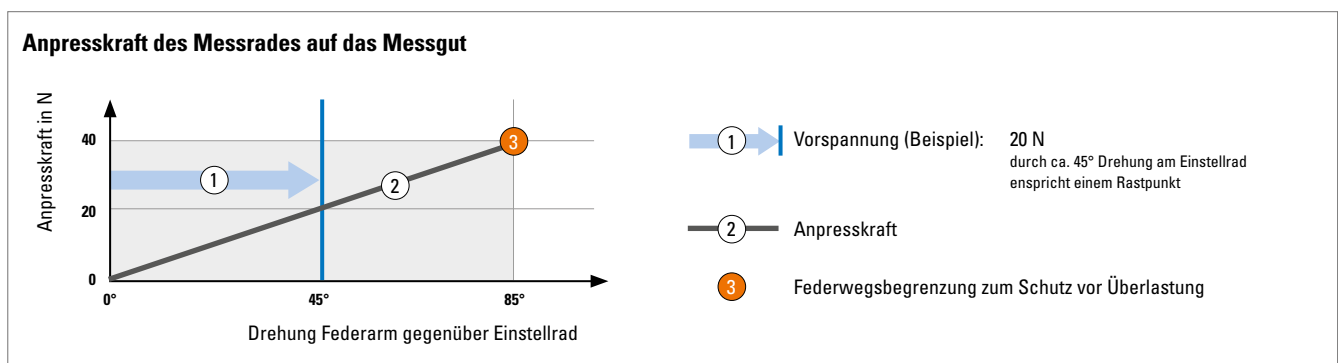 Anpresskraft des Messrades auf das Messgut
Anpresskraft in N
40
20
0
0°
45°
85°
1
2
3
Drehung Federarm gegenüber Einstellrad
1 Vorspannung (Beispiel): 20 N
durch ca. 45° Drehung am Einstellrad
enspricht einem Rastpunkt
2 Anpresskraft
3 Federwegsbegrenzung zum Schutz vor Überlastung